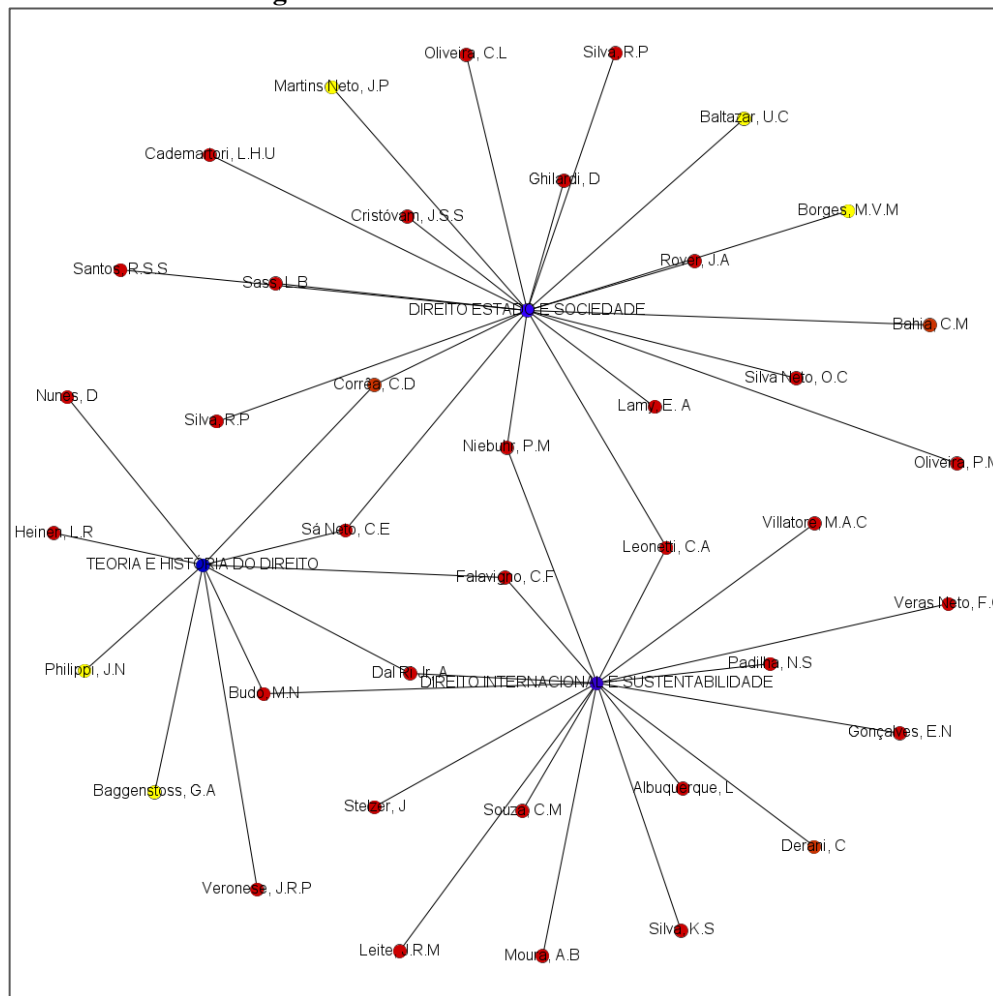 g
Oliveira, C.L
Silva R.P
Martins Neto, J.P
Baltazar, U.C
Cademartori, L.H.U
Ghilardi, D
Cristóvam, J.S.S
Borges, M.V.M
Santos, R.S.S
Sass, L.B
Rover, J.A
DIREITO ESTADO E SOCIEDADE
Bahia, C.M
Silva Neto, O.C
Corrêa, C.D
Nunes, D
Lamy, E. A
Silva, R.P
Niebuhr, P.M
Oliveira, P.M
Villatore, M.A.C
Heinen, L.R
Sá Neto, C.E
Leonetti, C.A
TEORIA E HISTÓRIA DO DIREITO
Falavigno, C.F
Veras Neto, F.
Philippi, J.N
Dal Ri Jr, A
Padilha, N.S
DIREITO INTERNACIONAL E SUSTENTABILIDADE
Budó, M.N
Gonçalves, E.N
Baggenstoss, G.A
Albuquerque, L
Stelzer, J
Souza, C.M
Derani, C
Veronese, J.R.P
Silva, K.S
Leite, J.R.M
Moura, A.B